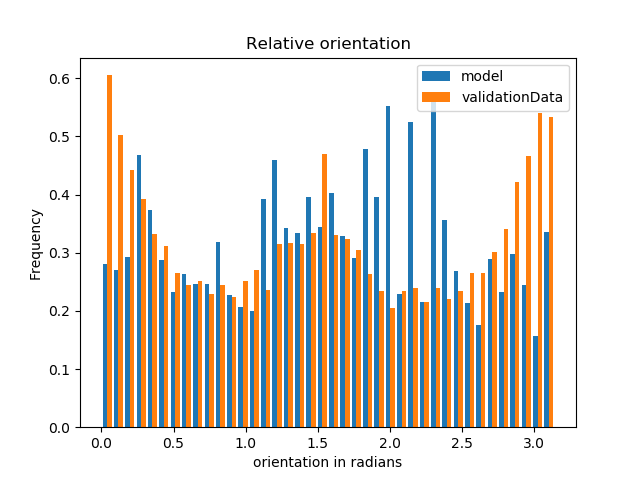 Relative orientation
model
validationData
Frequency
0.6
0.5
0.4
0.3
0.2
0.1
0.0
0.0 0.5 1.0 1.5 2.0 2.5 3.0
orientation in radians